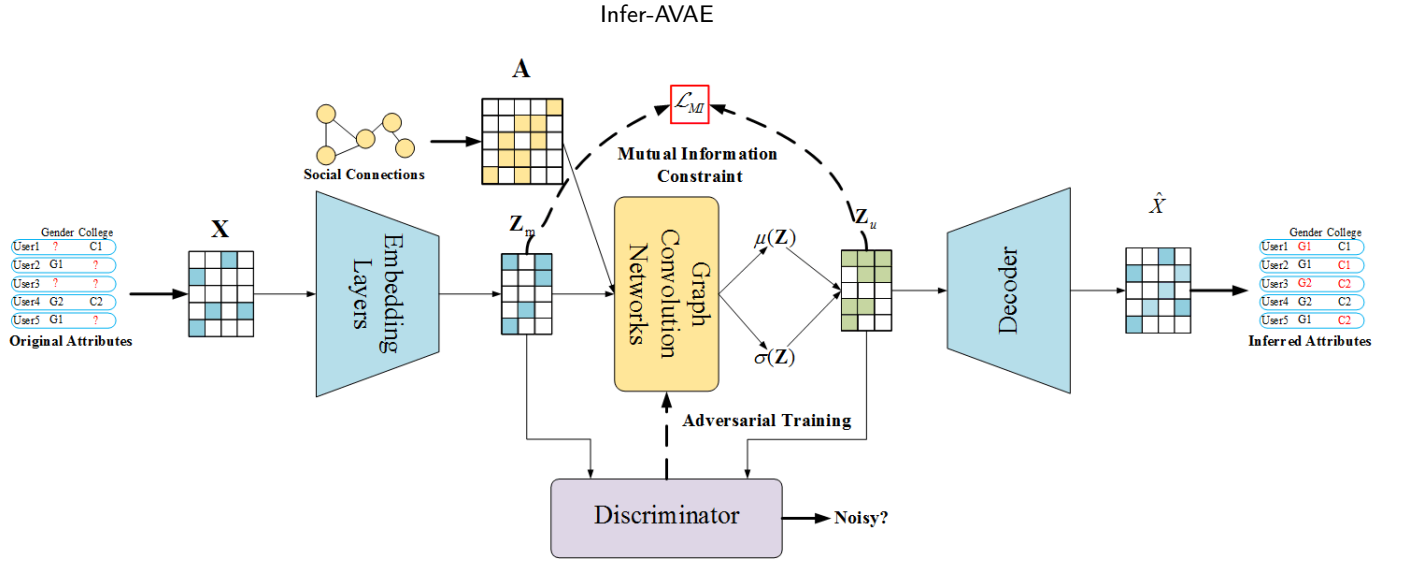 Infer-AVAE
A
ℒ_MI
Social Connections
Mutual Information
Constraint
Gender College
User1 ? C1
User2 G1 ?
User3 ? ?
User4 G2 C2
User5 G1 ?
Original Attributes
X
Embedding
Layers
Z_m
Graph
Convolution
Networks
μ(Z)
σ(Z)
Z_u
Decoder
X̂
Gender College
User1 G1 C1
User2 G1 C1
User3 G2 C2
User4 G2 C2
User5 G1 C2
Inferred Attributes
Adversarial Training
Discriminator
Noisy?